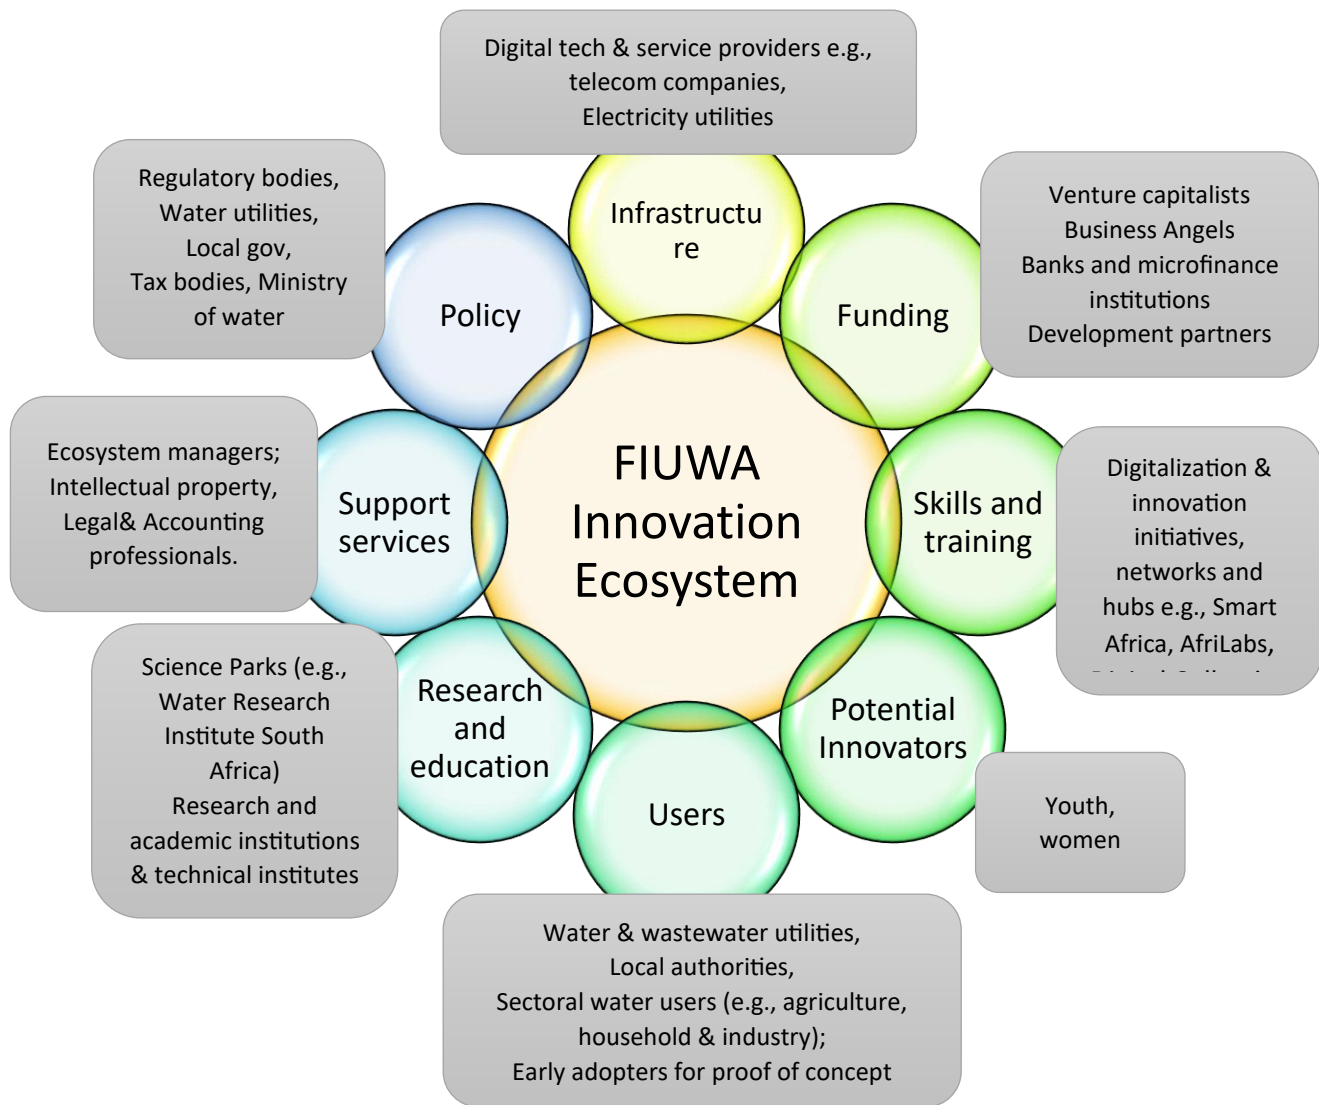 Digital tech & service providers e.g.,
telecom companies,
Electricity utilities
Regulatory bodies,
Water utilities,
Local gov,
Tax bodies, Ministry
of water
Infrastructu
re
Venture capitalists
Business Angels
Banks and microfinance
institutions
Development partners
Policy
Funding
Ecosystem managers;
Intellectual property,
Legal& Accounting
professionals.
Support
services
FIUWA
Innovation
Ecosystem
Skills and
training
Digitalization &
innovation
initiatives,
networks and
hubs e.g., Smart
Africa, AfriLabs,
Science Parks (e.g.,
Water Research
Institute South
Africa)
Research and
academic institutions
& technical institutes
Research
and
education
Users
Potential
Innovators
Youth,
women
Water & wastewater utilities,
Local authorities,
Sectoral water users (e.g., agriculture,
household & industry);
Early adopters for proof of concept